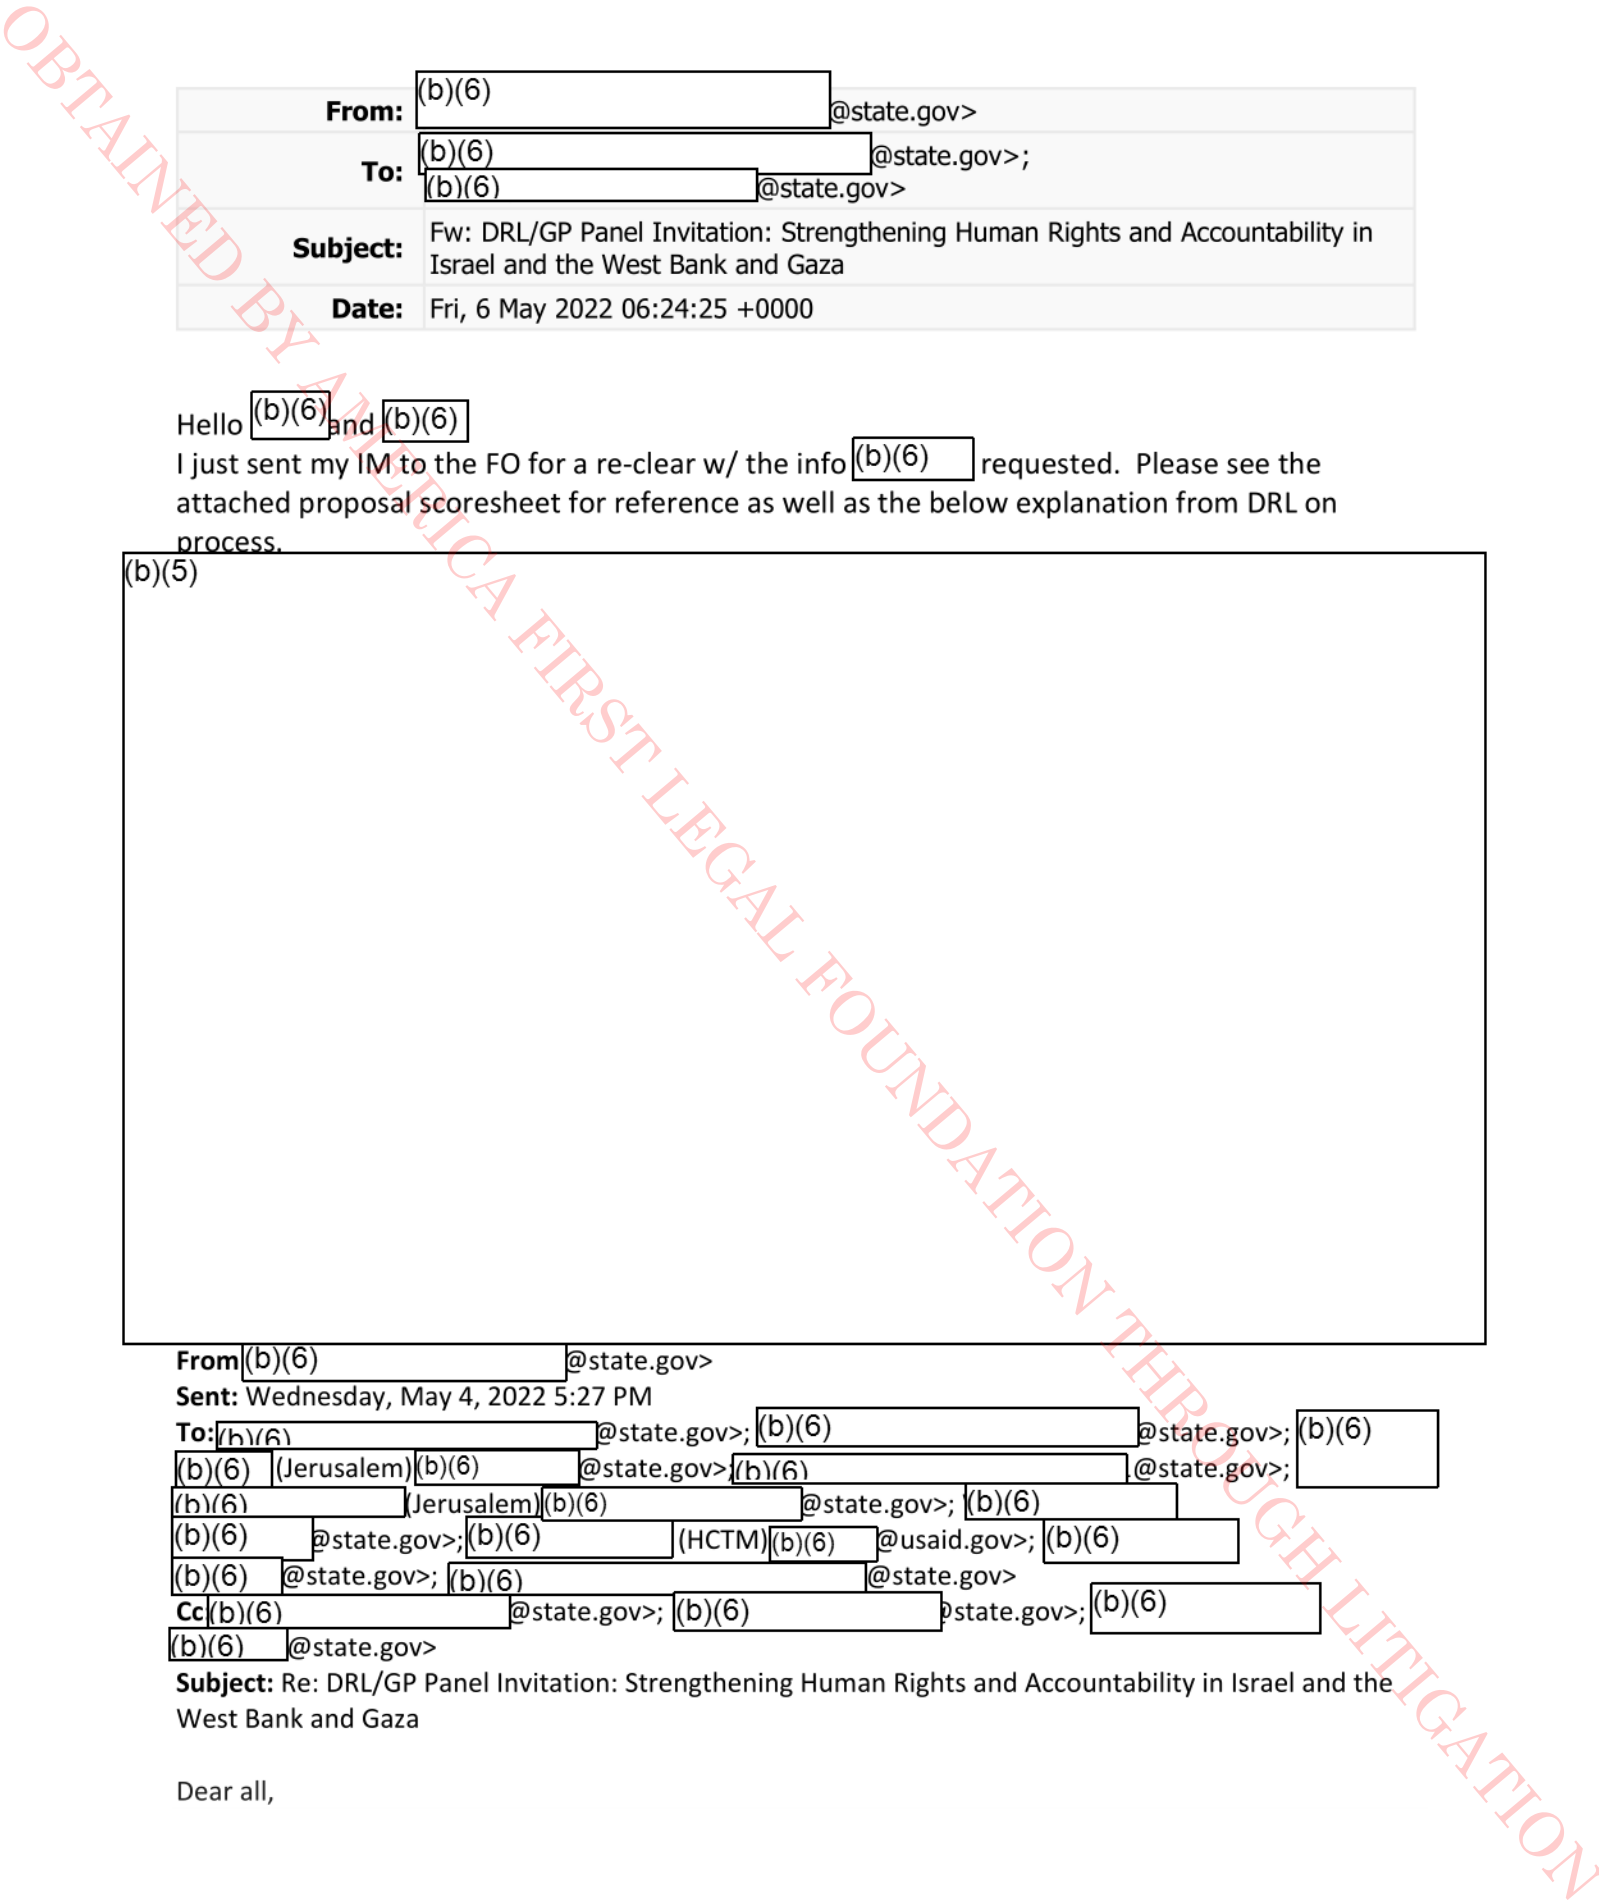 OBTAINED BY AMERICA FIRST LEGAL FOUNDATION THROUGH LITIGATION
From: (b)(6) @state.gov>
To: (b)(6) @state.gov>;
(b)(6) @state.gov>
Subject: Fw: DRL/GP Panel Invitation: Strengthening Human Rights and Accountability in
Israel and the West Bank and Gaza
Date: Fri, 6 May 2022 06:24:25 +0000
Hello (b)(6) and (b)(6)
I just sent my IM to the FO for a re-clear w/ the info (b)(6) requested. Please see the
attached proposal scoresheet for reference as well as the below explanation from DRL on
process.
(b)(5)
From (b)(6) @state.gov>
Sent: Wednesday, May 4, 2022 5:27 PM
To: (b)(6) @state.gov>; (b)(6) @state.gov>; (b)(6)
(b)(6) (Jerusalem) (b)(6) @state.gov>; (b)(6) @state.gov>;
(b)(6) (Jerusalem) (b)(6) @state.gov>; (b)(6)
(b)(6) @state.gov>; (b)(6) (HCTM) (b)(6) @usaid.gov>; (b)(6)
(b)(6) @state.gov>; (b)(6) @state.gov>
Cc (b)(6) @state.gov>; (b)(6) @state.gov>; (b)(6)
(b)(6) @state.gov>
Subject: Re: DRL/GP Panel Invitation: Strengthening Human Rights and Accountability in Israel and the
West Bank and Gaza
Dear all,